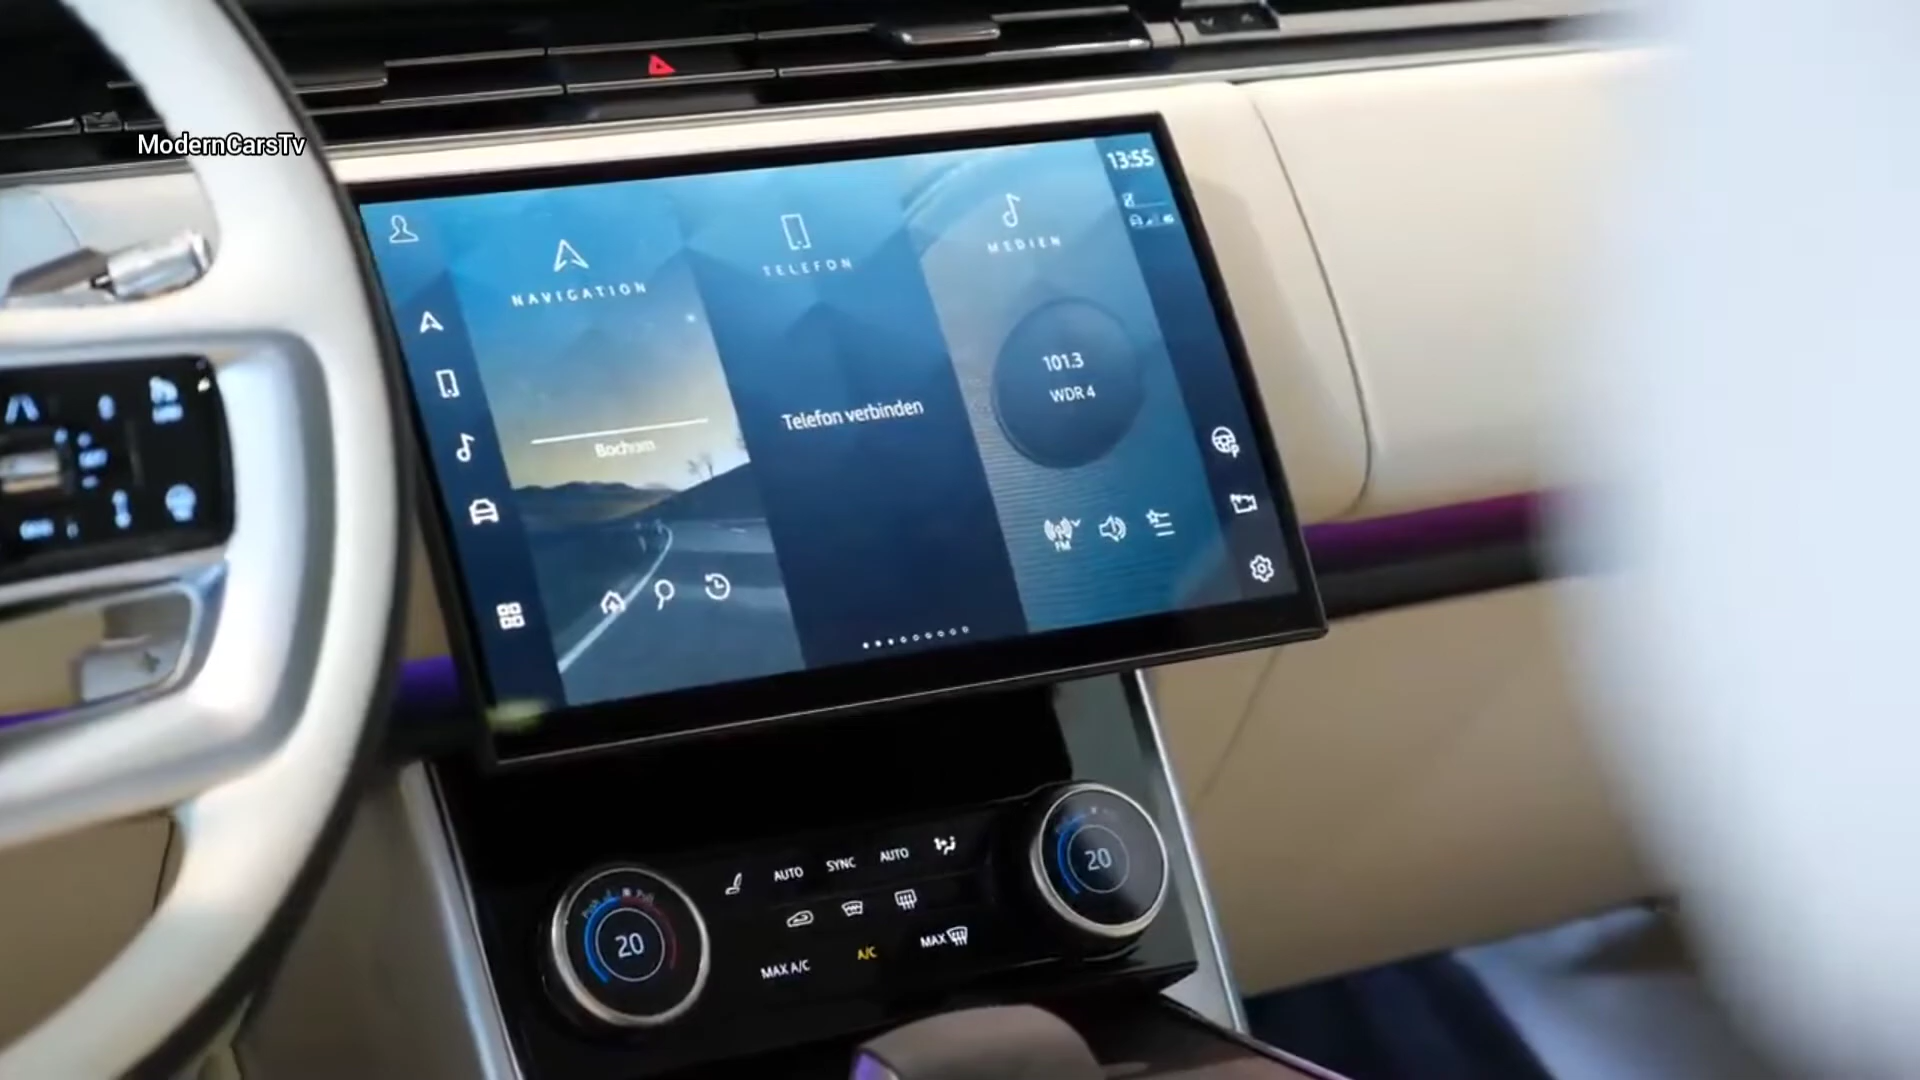 ModernCarsTv
13:55
NAVIGATION
TELEFON
MEDIEN
101.3
WDR 4
Telefon verbinden
Bochum
FM
AUTO
SYNC
AUTO
20
20
MAX A/C
A/C
MAX